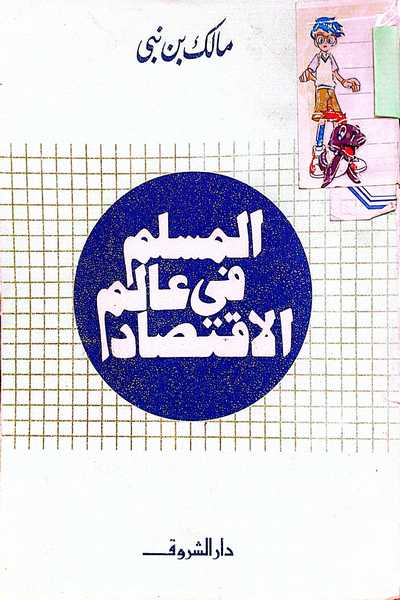 مالك بن نبي
المسلم
في عالم
الاقتصاد
دار الشروق